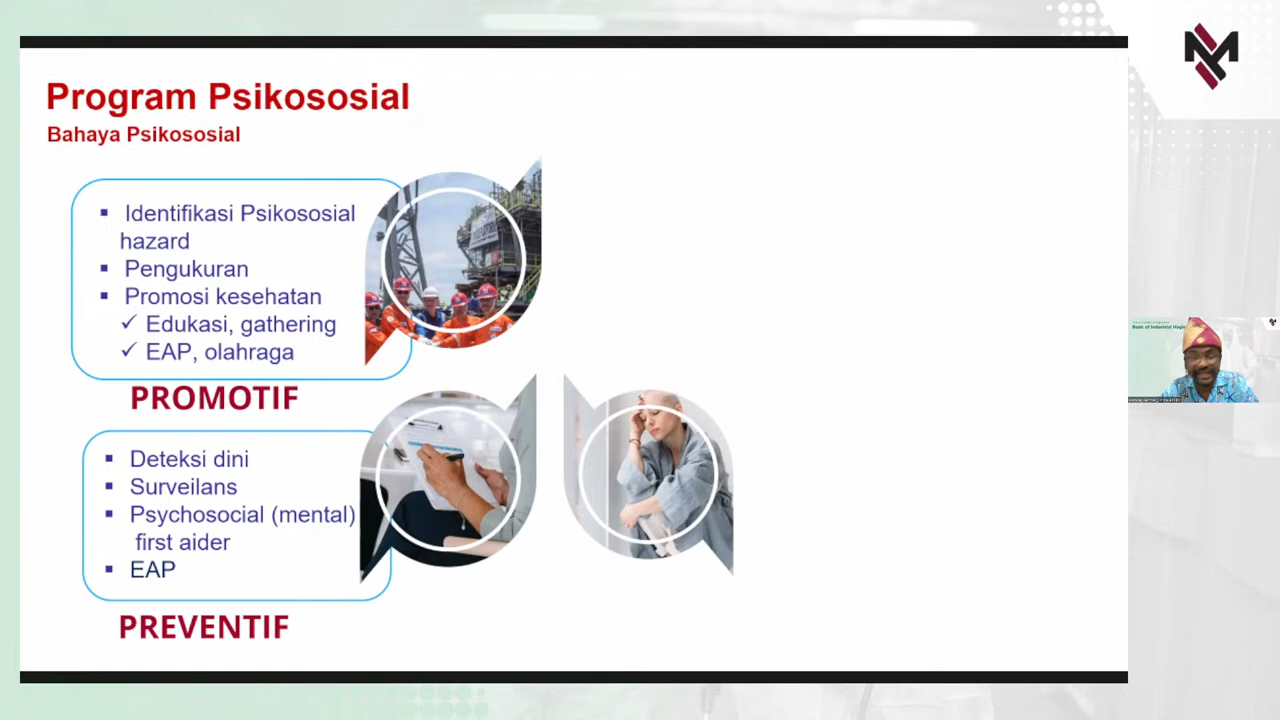 Program Psikososial
Bahaya Psikososial
▪ Identifikasi Psikososial
hazard
▪ Pengukuran
▪ Promosi kesehatan
✓ Edukasi, gathering
✓ EAP, olahraga
PROMOTIF
▪ Deteksi dini
▪ Surveilans
▪ Psychosocial (mental)
first aider
▪ EAP
PREVENTIF